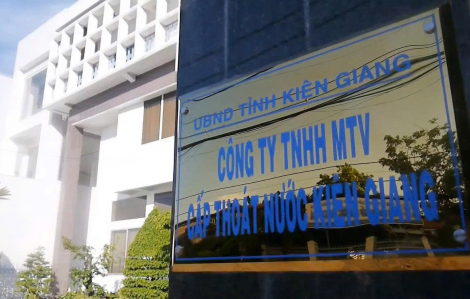 UBND TỈNH KIÊN GIANG
CÔNG TY TNHH MTV
CẤP THOÁT NƯỚC KIÊN GIANG